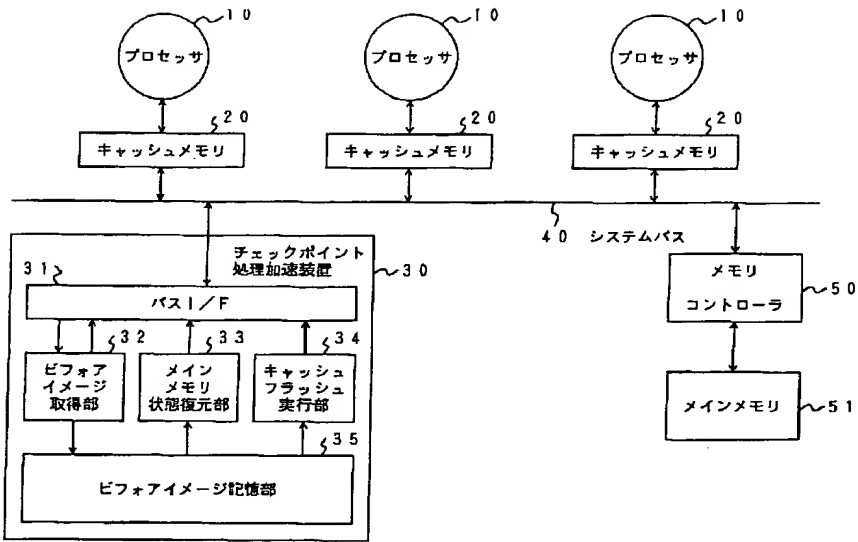 10
10
10
プロセッサ
プロセッサ
プロセッサ
20
20
20
キャッシュメモリ
キャッシュメモリ
キャッシュメモリ
40 システムバス
チェックポイント
処理加速装置
30
31
バスI/F
32
33
34
ビフォア
イメージ
取得部
メイン
メモリ
状態復元部
キャッシュ
フラッシュ
実行部
35
ビフォアイメージ記憶部
メモリ
コントローラ
50
メインメモリ
51